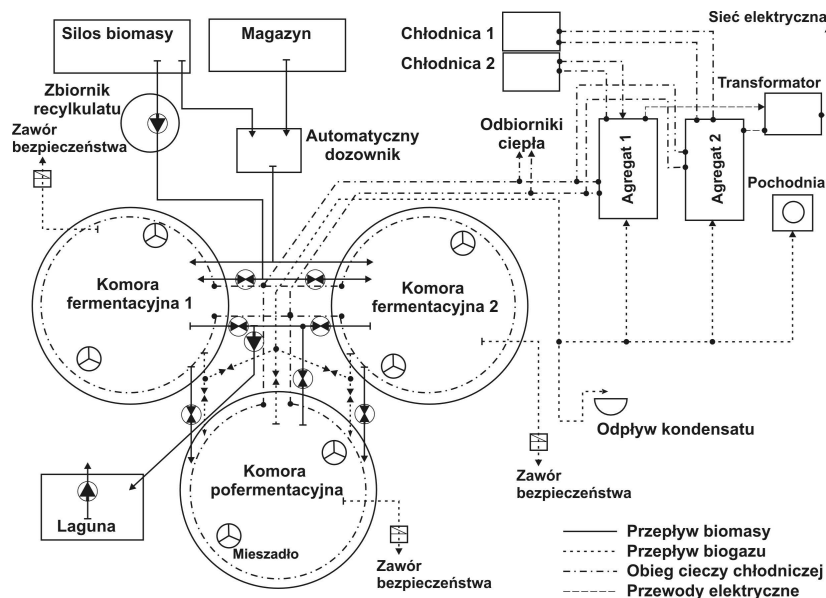 Silos biomasy
Magazyn
Chłodnica 1
Chłodnica 2
Sieć elektryczna
Transformator
Zbiornik
recylkulatu
Zawór
bezpieczeństwa
Automatyczny
dozownik
Odbiorniki
ciepła
Agregat 1
Agregat 2
Pochodnia
Komora
fermentacyjna 1
Komora
fermentacyjna 2
Odpływ kondensatu
Komora
pofermentacyjna
Zawór
bezpieczeństwa
Laguna
Mieszadło
Zawór
bezpieczeństwa
Przepływ biomasy
Przepływ biogazu
Obieg cieczy chłodniczej
Przewody elektryczne